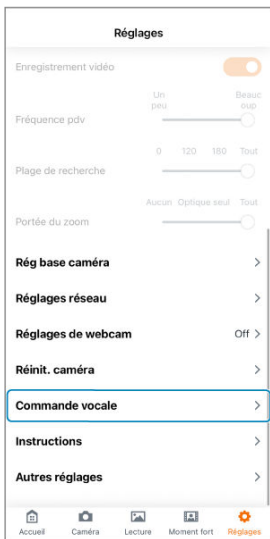 Réglages
Enregistrement vidéo
Un peu
Beauc oup
Fréquence pdv
0 120 180 Tout
Plage de recherche
Aucun Optique seul Tout
Portée du zoom
Rég base caméra
Réglages réseau
Réglages de webcam Off
Réinit. caméra
Commande vocale
Instructions
Autres réglages
Accueil Caméra Lecture Moment fort Réglages